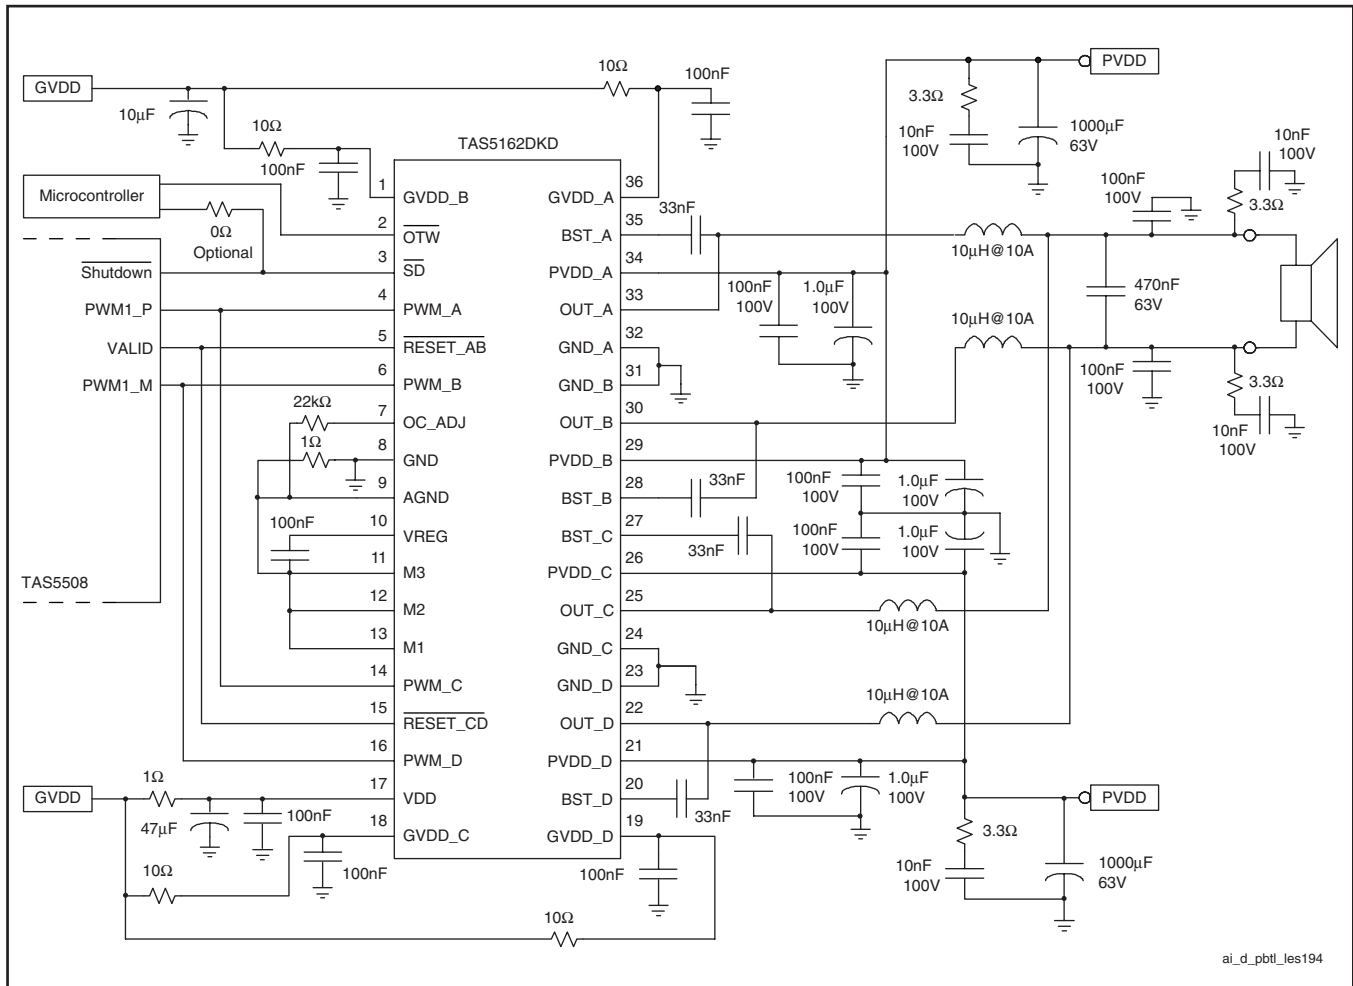 GVDD
10µF
10Ω
100nF
10Ω
100nF
TAS5162DKD
Microcontroller
0Ω
Optional
Shutdown
PWM1_P
VALID
PWM1_M
TAS5508
22kΩ
1Ω
100nF
1 GVDD_B
2 OTW
3 SD
4 PWM_A
5 RESET_AB
6 PWM_B
7 OC_ADJ
8 GND
9 AGND
10 VREG
11 M3
12 M2
13 M1
14 PWM_C
15 RESET_CD
16 PWM_D
17 VDD
18 GVDD_C
GVDD_A 36
BST_A 35
PVDD_A 34
OUT_A 33
GND_A 32
GND_B 31
OUT_B 30
PVDD_B 29
BST_B 28
BST_C 27
PVDD_C 26
OUT_C 25
GND_C 24
GND_D 23
OUT_D 22
PVDD_D 21
BST_D 20
GVDD_D 19
GVDD
1Ω
47µF
100nF
10Ω
100nF
10Ω
100nF
PVDD
3.3Ω
10nF
100V
1000µF
63V
33nF
10µH@10A
100nF
100V
1.0µF
100V
10µH@10A
100nF
100V
10nF
100V
3.3Ω
470nF
63V
100nF
100V
3.3Ω
10nF
100V
33nF
33nF
100nF
100V
1.0µF
100V
100nF
100V
1.0µF
100V
10µH@10A
10µH@10A
33nF
100nF
100V
1.0µF
100V
PVDD
3.3Ω
10nF
100V
1000µF
63V
ai_d_pbtl_les194